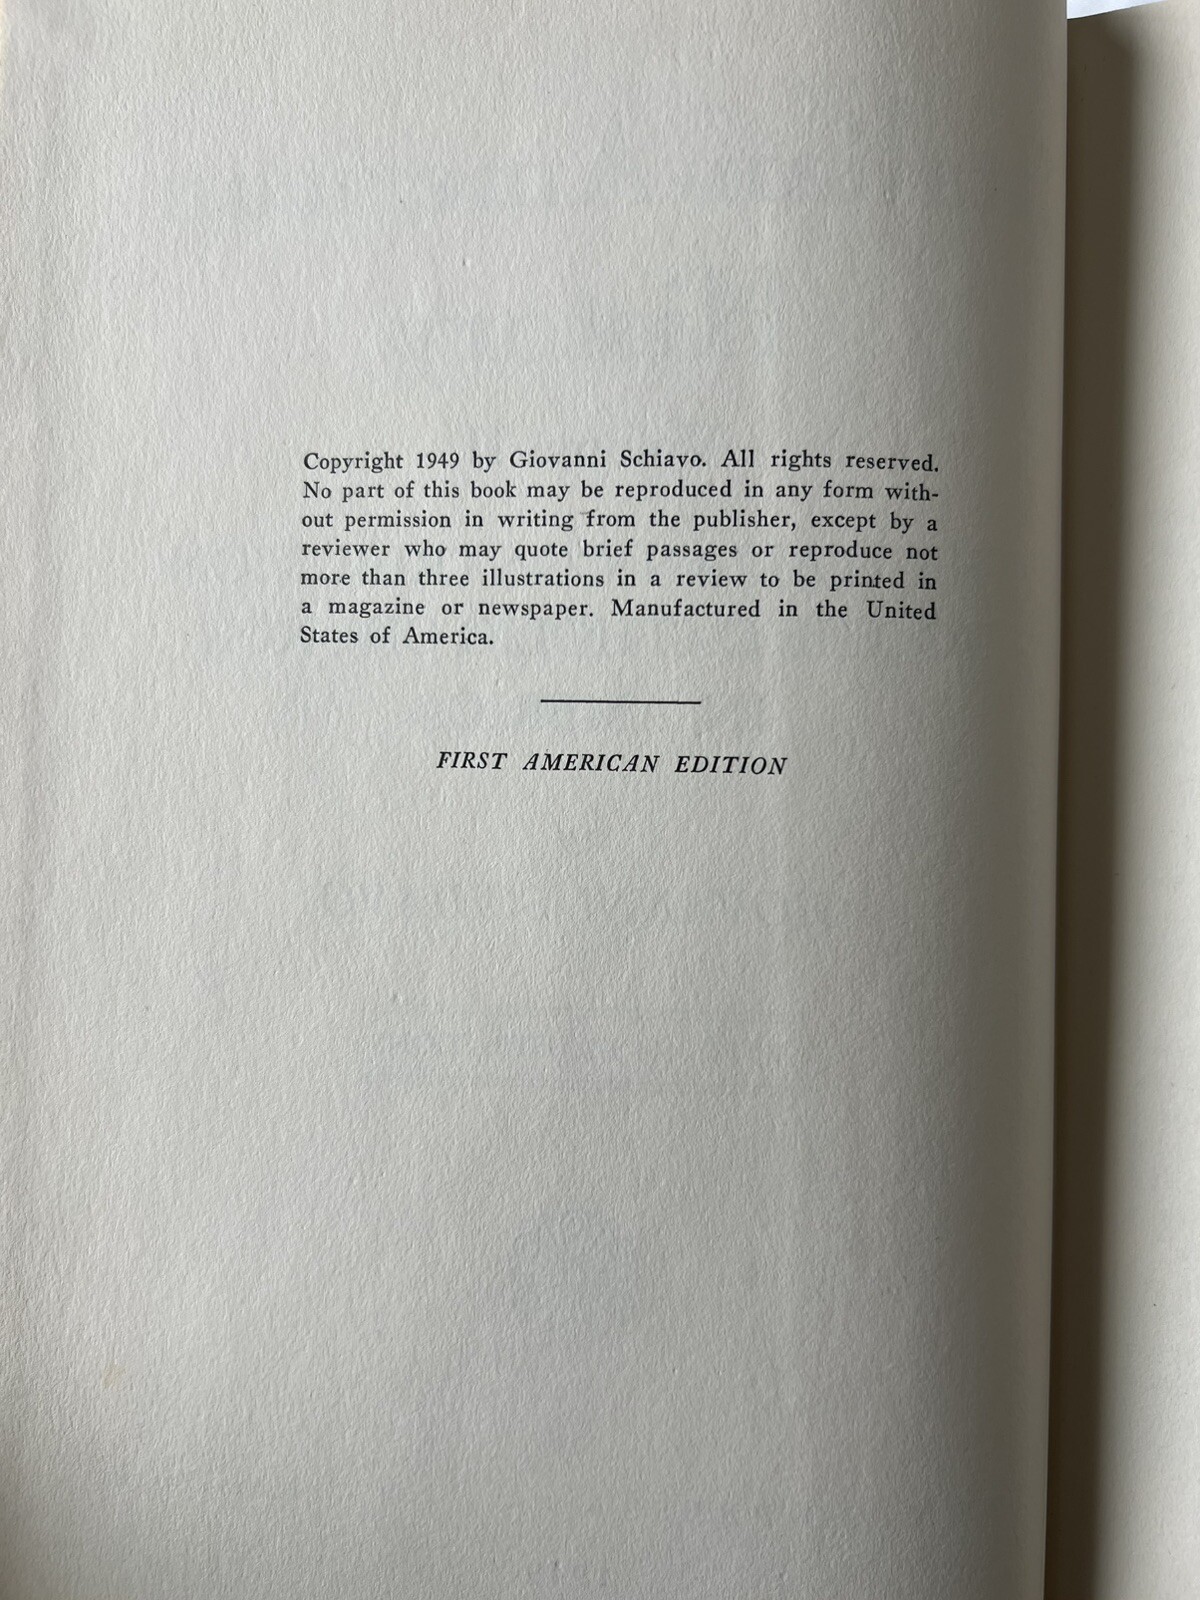 Copyright 1949 by Giovanni Schiavo. All rights reserved.
No part of this book may be reproduced in any form with-
out permission in writing from the publisher, except by a
reviewer who may quote brief passages or reproduce not
more than three illustrations in a review to be printed in
a magazine or newspaper. Manufactured in the United
States of America.
FIRST AMERICAN EDITION